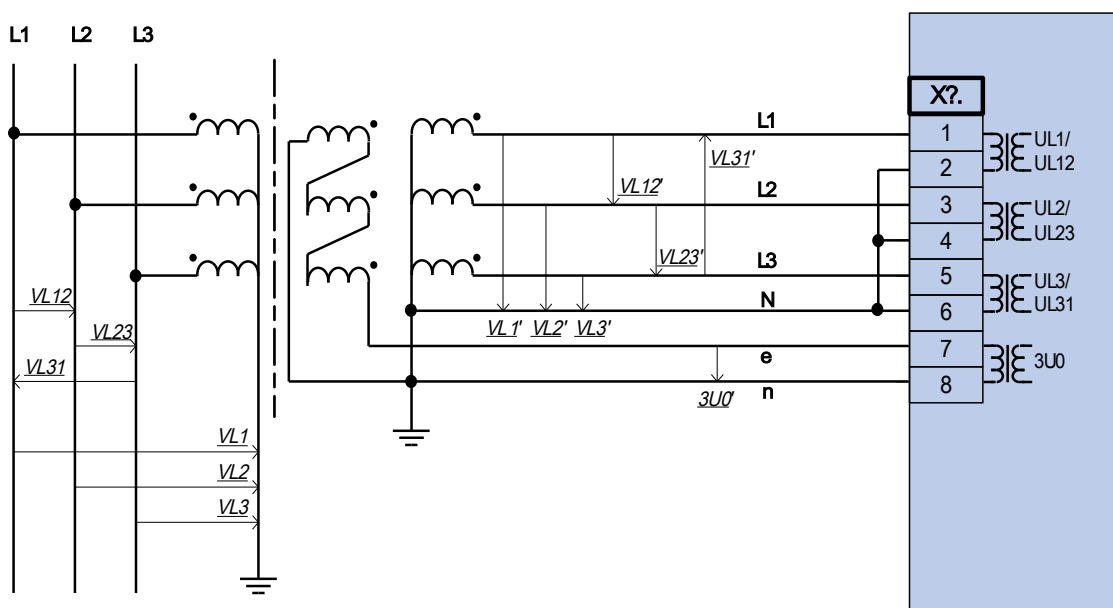 L1 L2 L3
X?.
L1
1
UL1/
UL12
VL31'
2
VL12'
L2
3
UL2/
UL23
4
VL23'
L3
5
UL3/
UL31
VL12
N
6
VL1' VL2' VL3'
VL23
7
e
3U0
VL31
8
n
3U0'
VL1
VL2
VL3